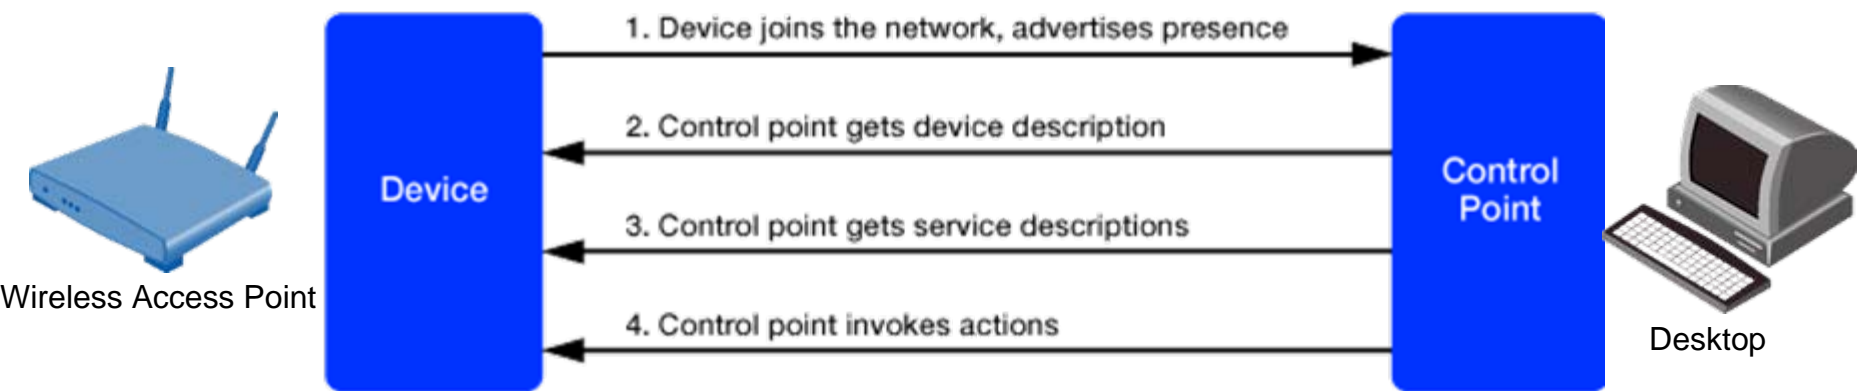 1. Device joins the network, advertises presence
2. Control point gets device description
Device
Control
Point
3. Control point gets service descriptions
Wireless Access Point
4. Control point invokes actions
Desktop